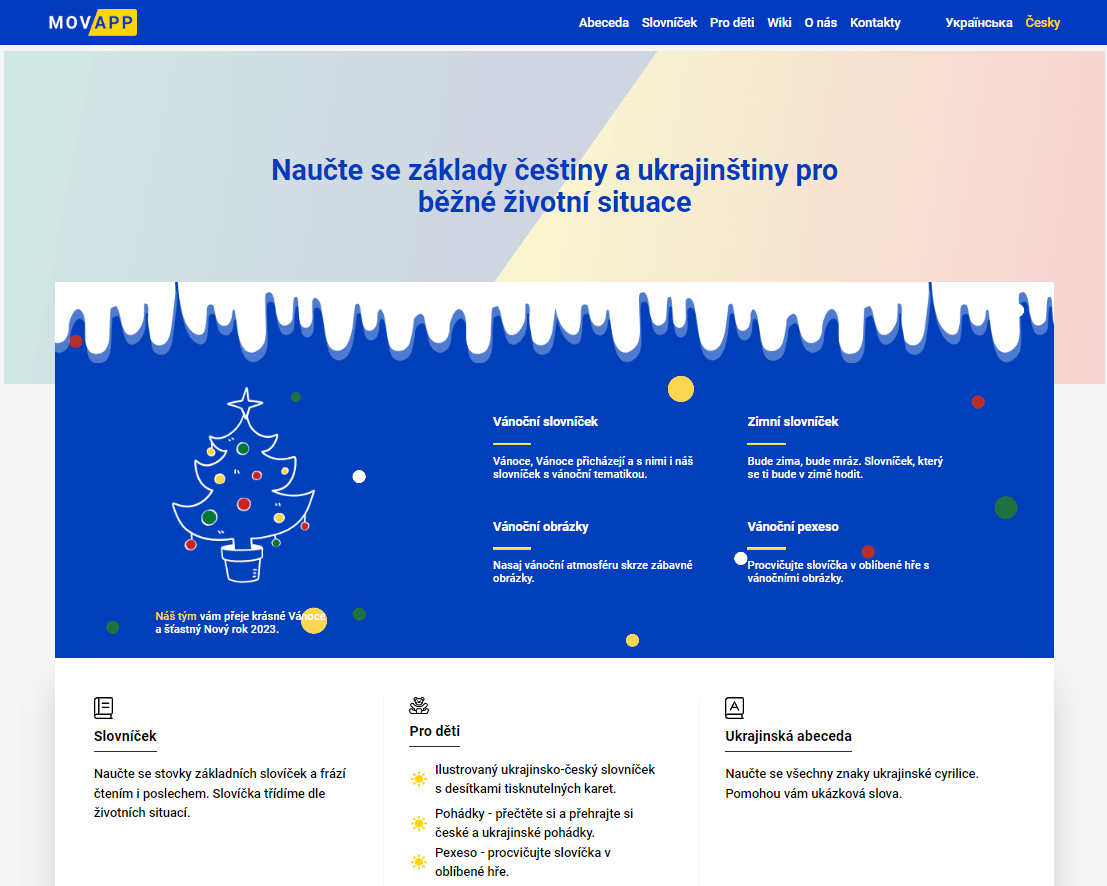 MOVAPP
Abeceda Slovníček Pro děti Wiki O nás Kontakty Українська Česky
Naučte se základy češtiny a ukrajinštiny pro
běžné životní situace
Vánoční slovníček
Vánoce, Vánoce přicházejí a s nimi i náš
slovníček s vánoční tematikou.
Zimní slovníček
Bude zima, bude mráz. Slovníček, který
se ti bude v zimě hodit.
Vánoční obrázky
Nasaj vánoční atmosféru skrze zábavné
obrázky.
Vánoční pexeso
Procvičujte slovíčka v oblíbené hře s
vánočními obrázky.
Náš tým vám přeje krásné Vánoce
a šťastný Nový rok 2023.
Slovníček
Naučte se stovky základních slovíček a frází
čtením i poslechem. Slovíčka třídíme dle
životních situací.
Pro děti
Ilustrovaný ukrajinsko-český slovníček
s desítkami tisknutelných karet.
Pohádky - přečtěte si a přehrajte si
české a ukrajinské pohádky.
Pexeso - procvičujte slovíčka v
oblíbené hře.
Ukrajinská abeceda
Naučte se všechny znaky ukrajinské cyrilice.
Pomohou vám ukázková slova.